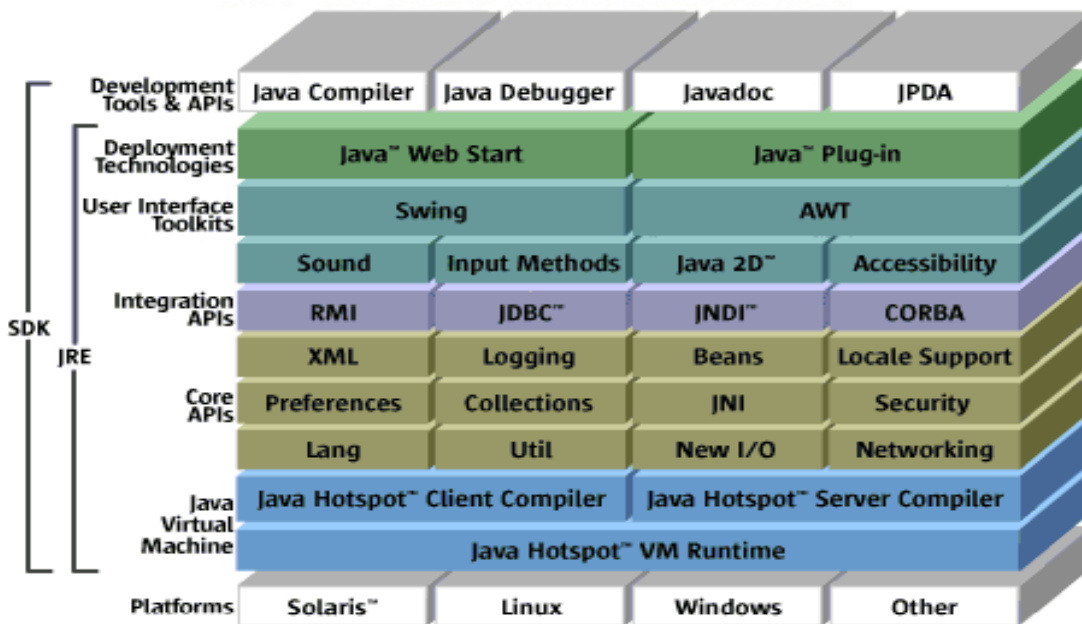 Development
Tools & APIs
Java Compiler
Java Debugger
Javadoc
JPDA
Deployment
Technologies
Java™ Web Start
Java™ Plug-in
User Interface
Toolkits
Swing
AWT
Sound
Input Methods
Java 2D™
Accessibility
Integration
APIs
RMI
JDBC™
JNDI™
CORBA
SDK
JRE
XML
Logging
Beans
Locale Support
Core
APIs
Preferences
Collections
JNI
Security
Lang
Util
New I/O
Networking
Java
Virtual
Machine
Java Hotspot™ Client Compiler
Java Hotspot™ Server Compiler
Java Hotspot™ VM Runtime
Platforms
Solaris™
Linux
Windows
Other